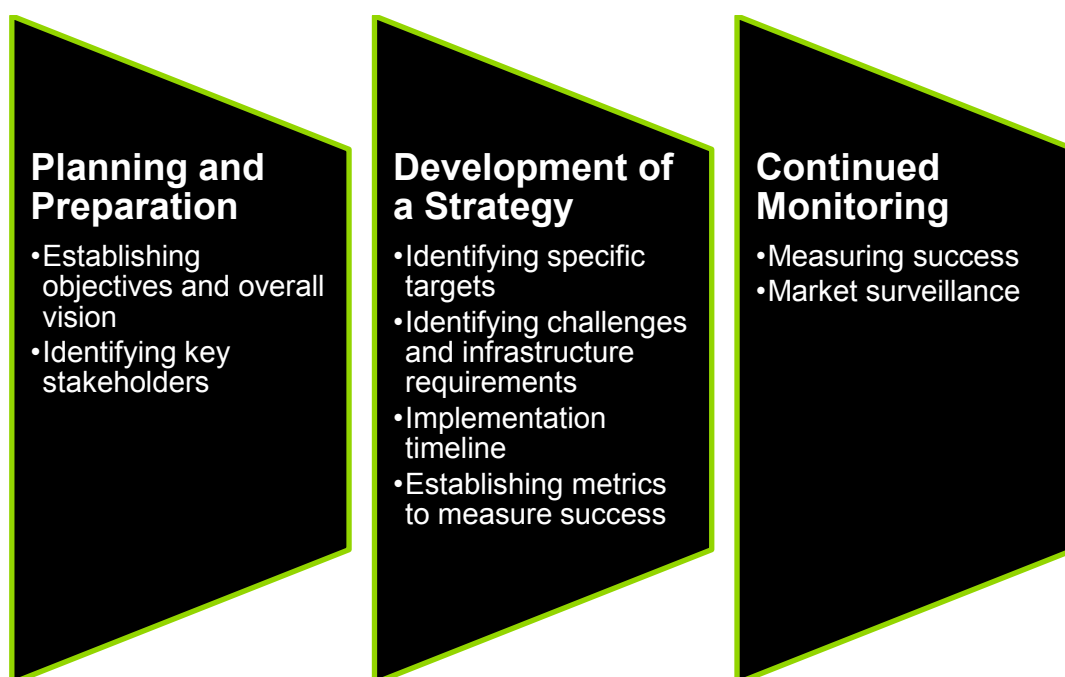 Planning and
Preparation
•Establishing
objectives and overall
vision
•Identifying key
stakeholders
Development of
a Strategy
•Identifying specific
targets
•Identifying challenges
and infrastructure
requirements
•Implementation
timeline
•Establishing metrics
to measure success
Continued
Monitoring
•Measuring success
•Market surveillance